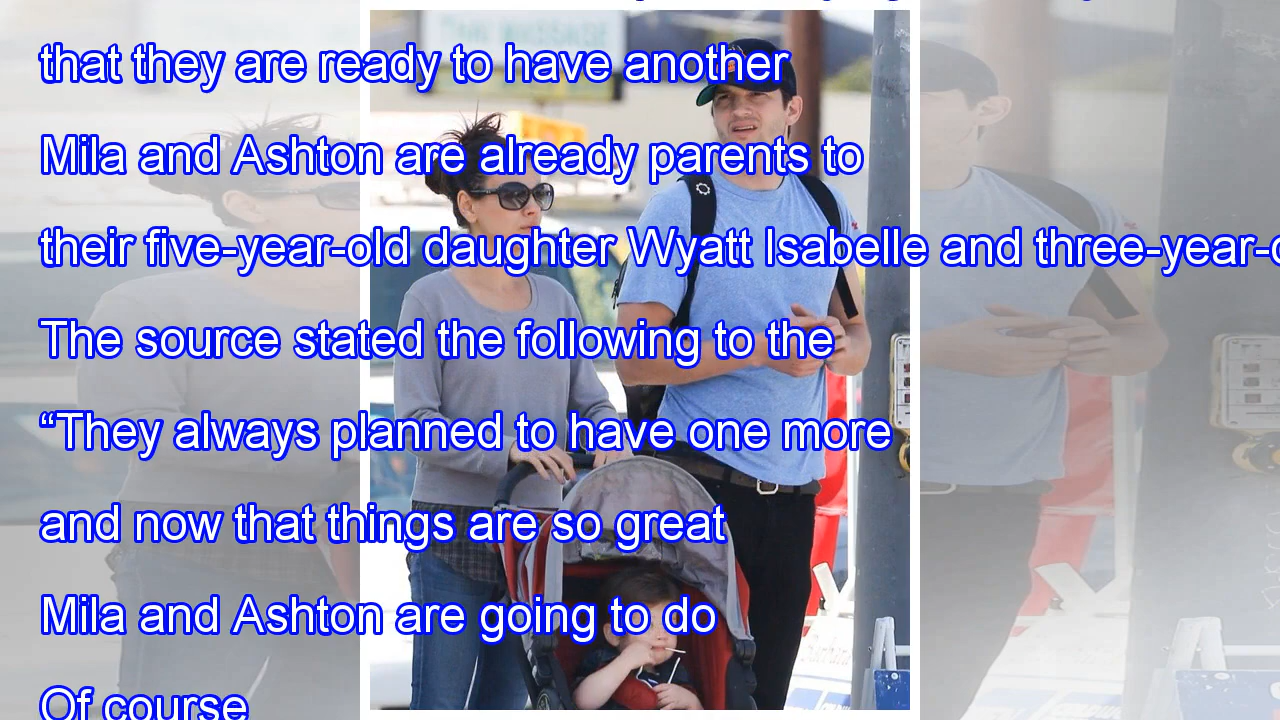 that they are ready to have another
Mila and Ashton are already parents to
their five-year-old daughter Wyatt Isabelle and three-year-
The source stated the following to the
“They always planned to have one more
and now that things are so great
Mila and Ashton are going to do
Of course